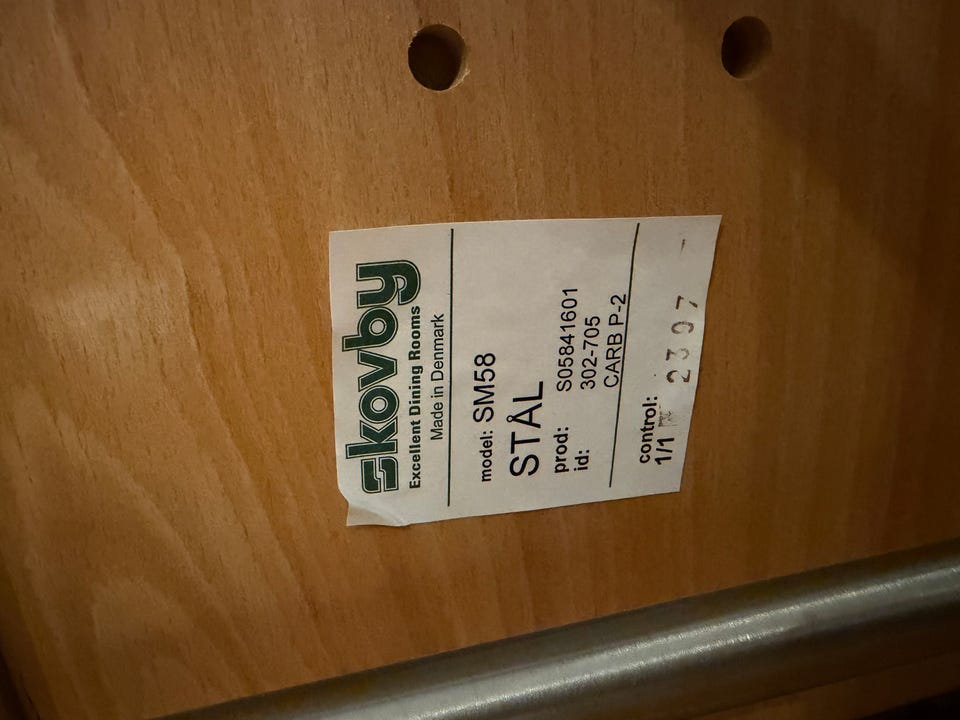 skovby
Excellent Dining Rooms
Made in Denmark
model: SM58
STÅL
prod: S05841601
id: 302-705
CARB P-2
control:
1/1 2307